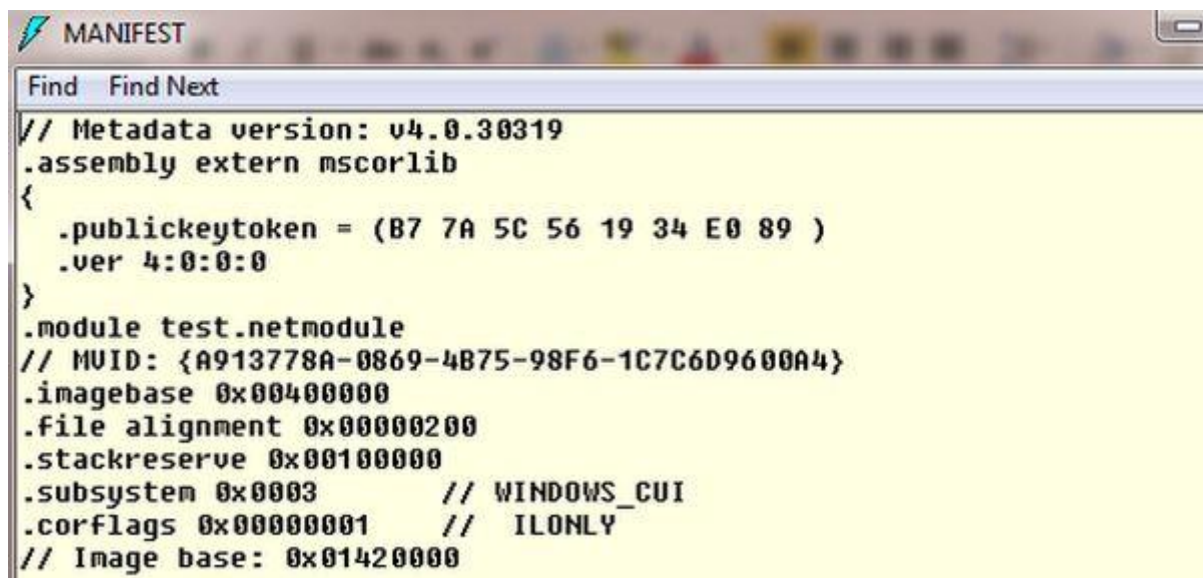 MANIFEST
Find Find Next
// Metadata version: v4.0.30319
.assembly extern mscorlib
{
  .publickeytoken = (B7 7A 5C 56 19 34 E0 89 )
  .ver 4:0:0:0
}
.module test.netmodule
// MVID: {A913778A-0869-4B75-98F6-1C7C6D9600A4}
.imagebase 0x00400000
.file alignment 0x00000200
.stackreserve 0x00100000
.subsystem 0x0003       // WINDOWS_CUI
.corflags 0x00000001    //  ILONLY
// Image base: 0x01420000